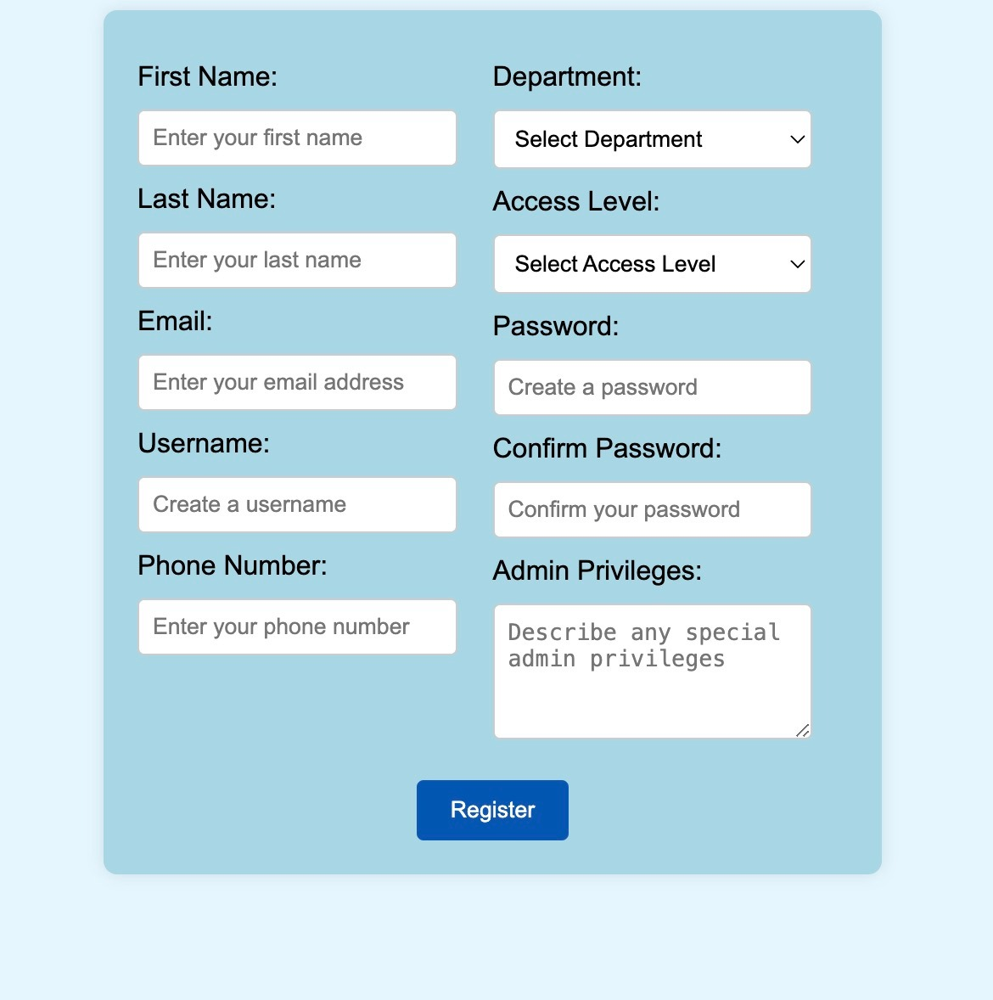 First Name:
Enter your first name
Last Name:
Enter your last name
Email:
Enter your email address
Username:
Create a username
Phone Number:
Enter your phone number
Department:
Select Department
Access Level:
Select Access Level
Password:
Create a password
Confirm Password:
Confirm your password
Admin Privileges:
Describe any special
admin privileges
Register